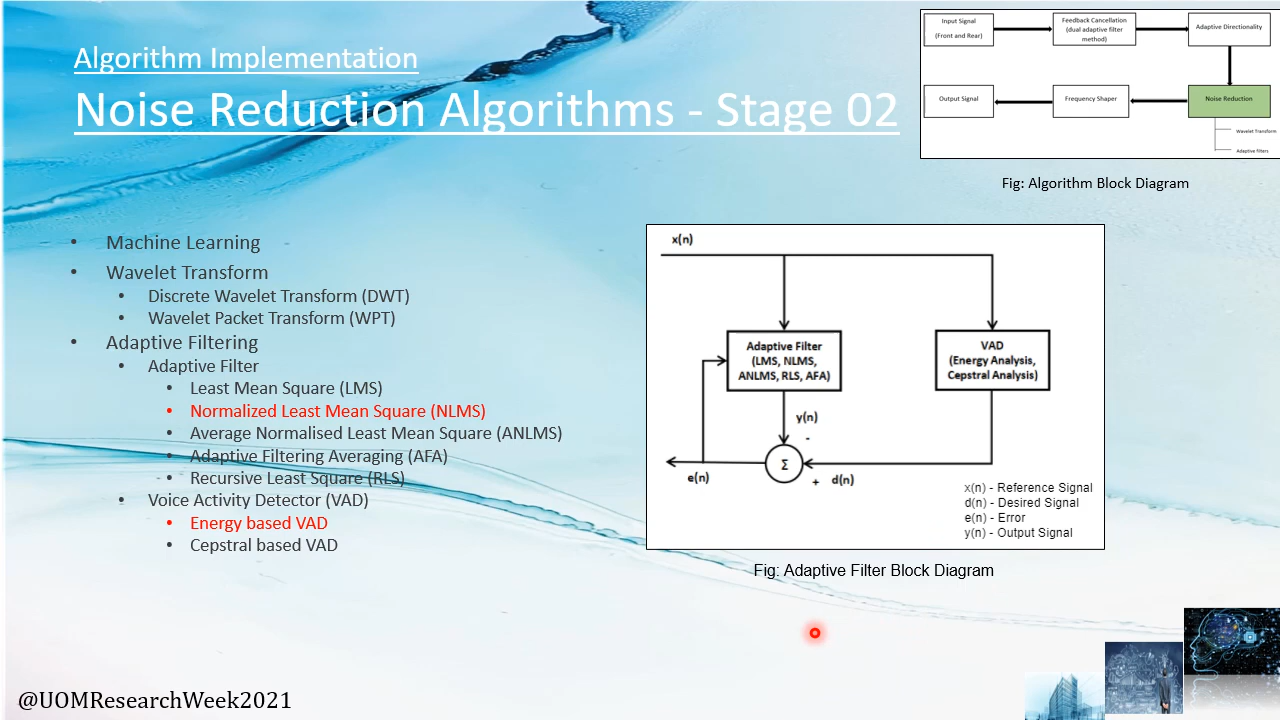 Algorithm Implementation
Noise Reduction Algorithms - Stage 02
Input Signal
(Front and Rear)
Feedback Cancellation
(dual adaptive filter
method)
Adaptive Directionality
Output Signal
Frequency Shaper
Noise Reduction
Wavelet Transform
Adaptive Filters
Fig: Algorithm Block Diagram
• Machine Learning
• Wavelet Transform
• Discrete Wavelet Transform (DWT)
• Wavelet Packet Transform (WPT)
• Adaptive Filtering
• Adaptive Filter
• Least Mean Square (LMS)
• Normalized Least Mean Square (NLMS)
• Average Normalised Least Mean Square (ANLMS)
• Adaptive Filtering Averaging (AFA)
• Recursive Least Square (RLS)
• Voice Activity Detector (VAD)
• Energy based VAD
• Cepstral based VAD
x(n)
Adaptive Filter
(LMS, NLMS,
ANLMS, RLS, AFA)
VAD
(Energy Analysis,
Cepstral Analysis)
y(n)
-
Σ
e(n)
+ d(n)
x(n) - Reference Signal
d(n) - Desired Signal
e(n) - Error
y(n) - Output Signal
Fig: Adaptive Filter Block Diagram
@UOMResearchWeek2021